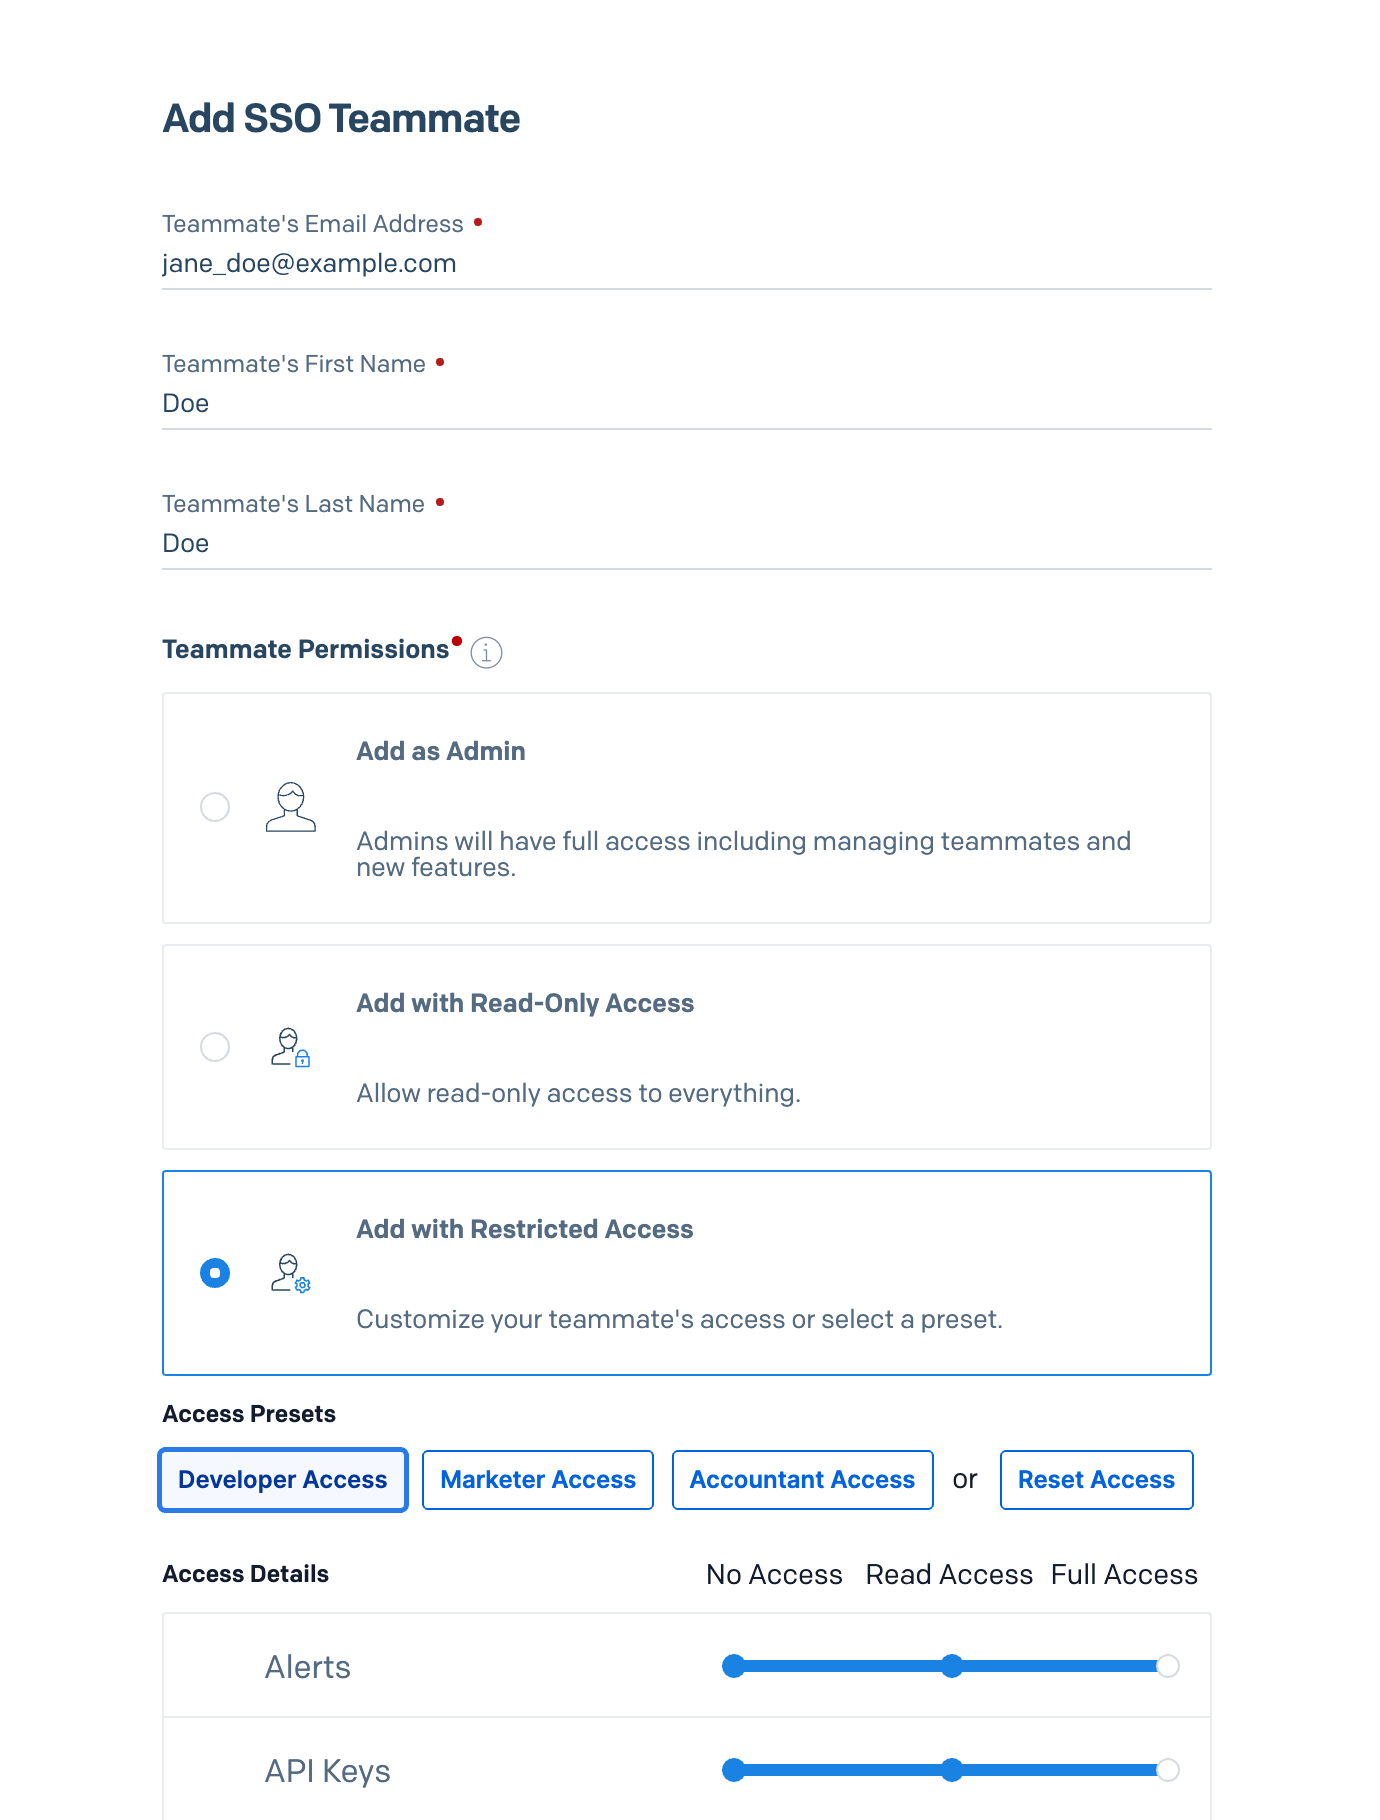 Add SSO Teammate
Teammate's Email Address
jane_doe@example.com
Teammate's First Name
Doe
Teammate's Last Name
Doe
Teammate Permissions
Add as Admin
Admins will have full access including managing teammates and
new features.
Add with Read-Only Access
Allow read-only access to everything.
Add with Restricted Access
Customize your teammate's access or select a preset.
Access Presets
Developer Access Marketer Access Accountant Access or Reset Access
Access Details No Access Read Access Full Access
Alerts
API Keys